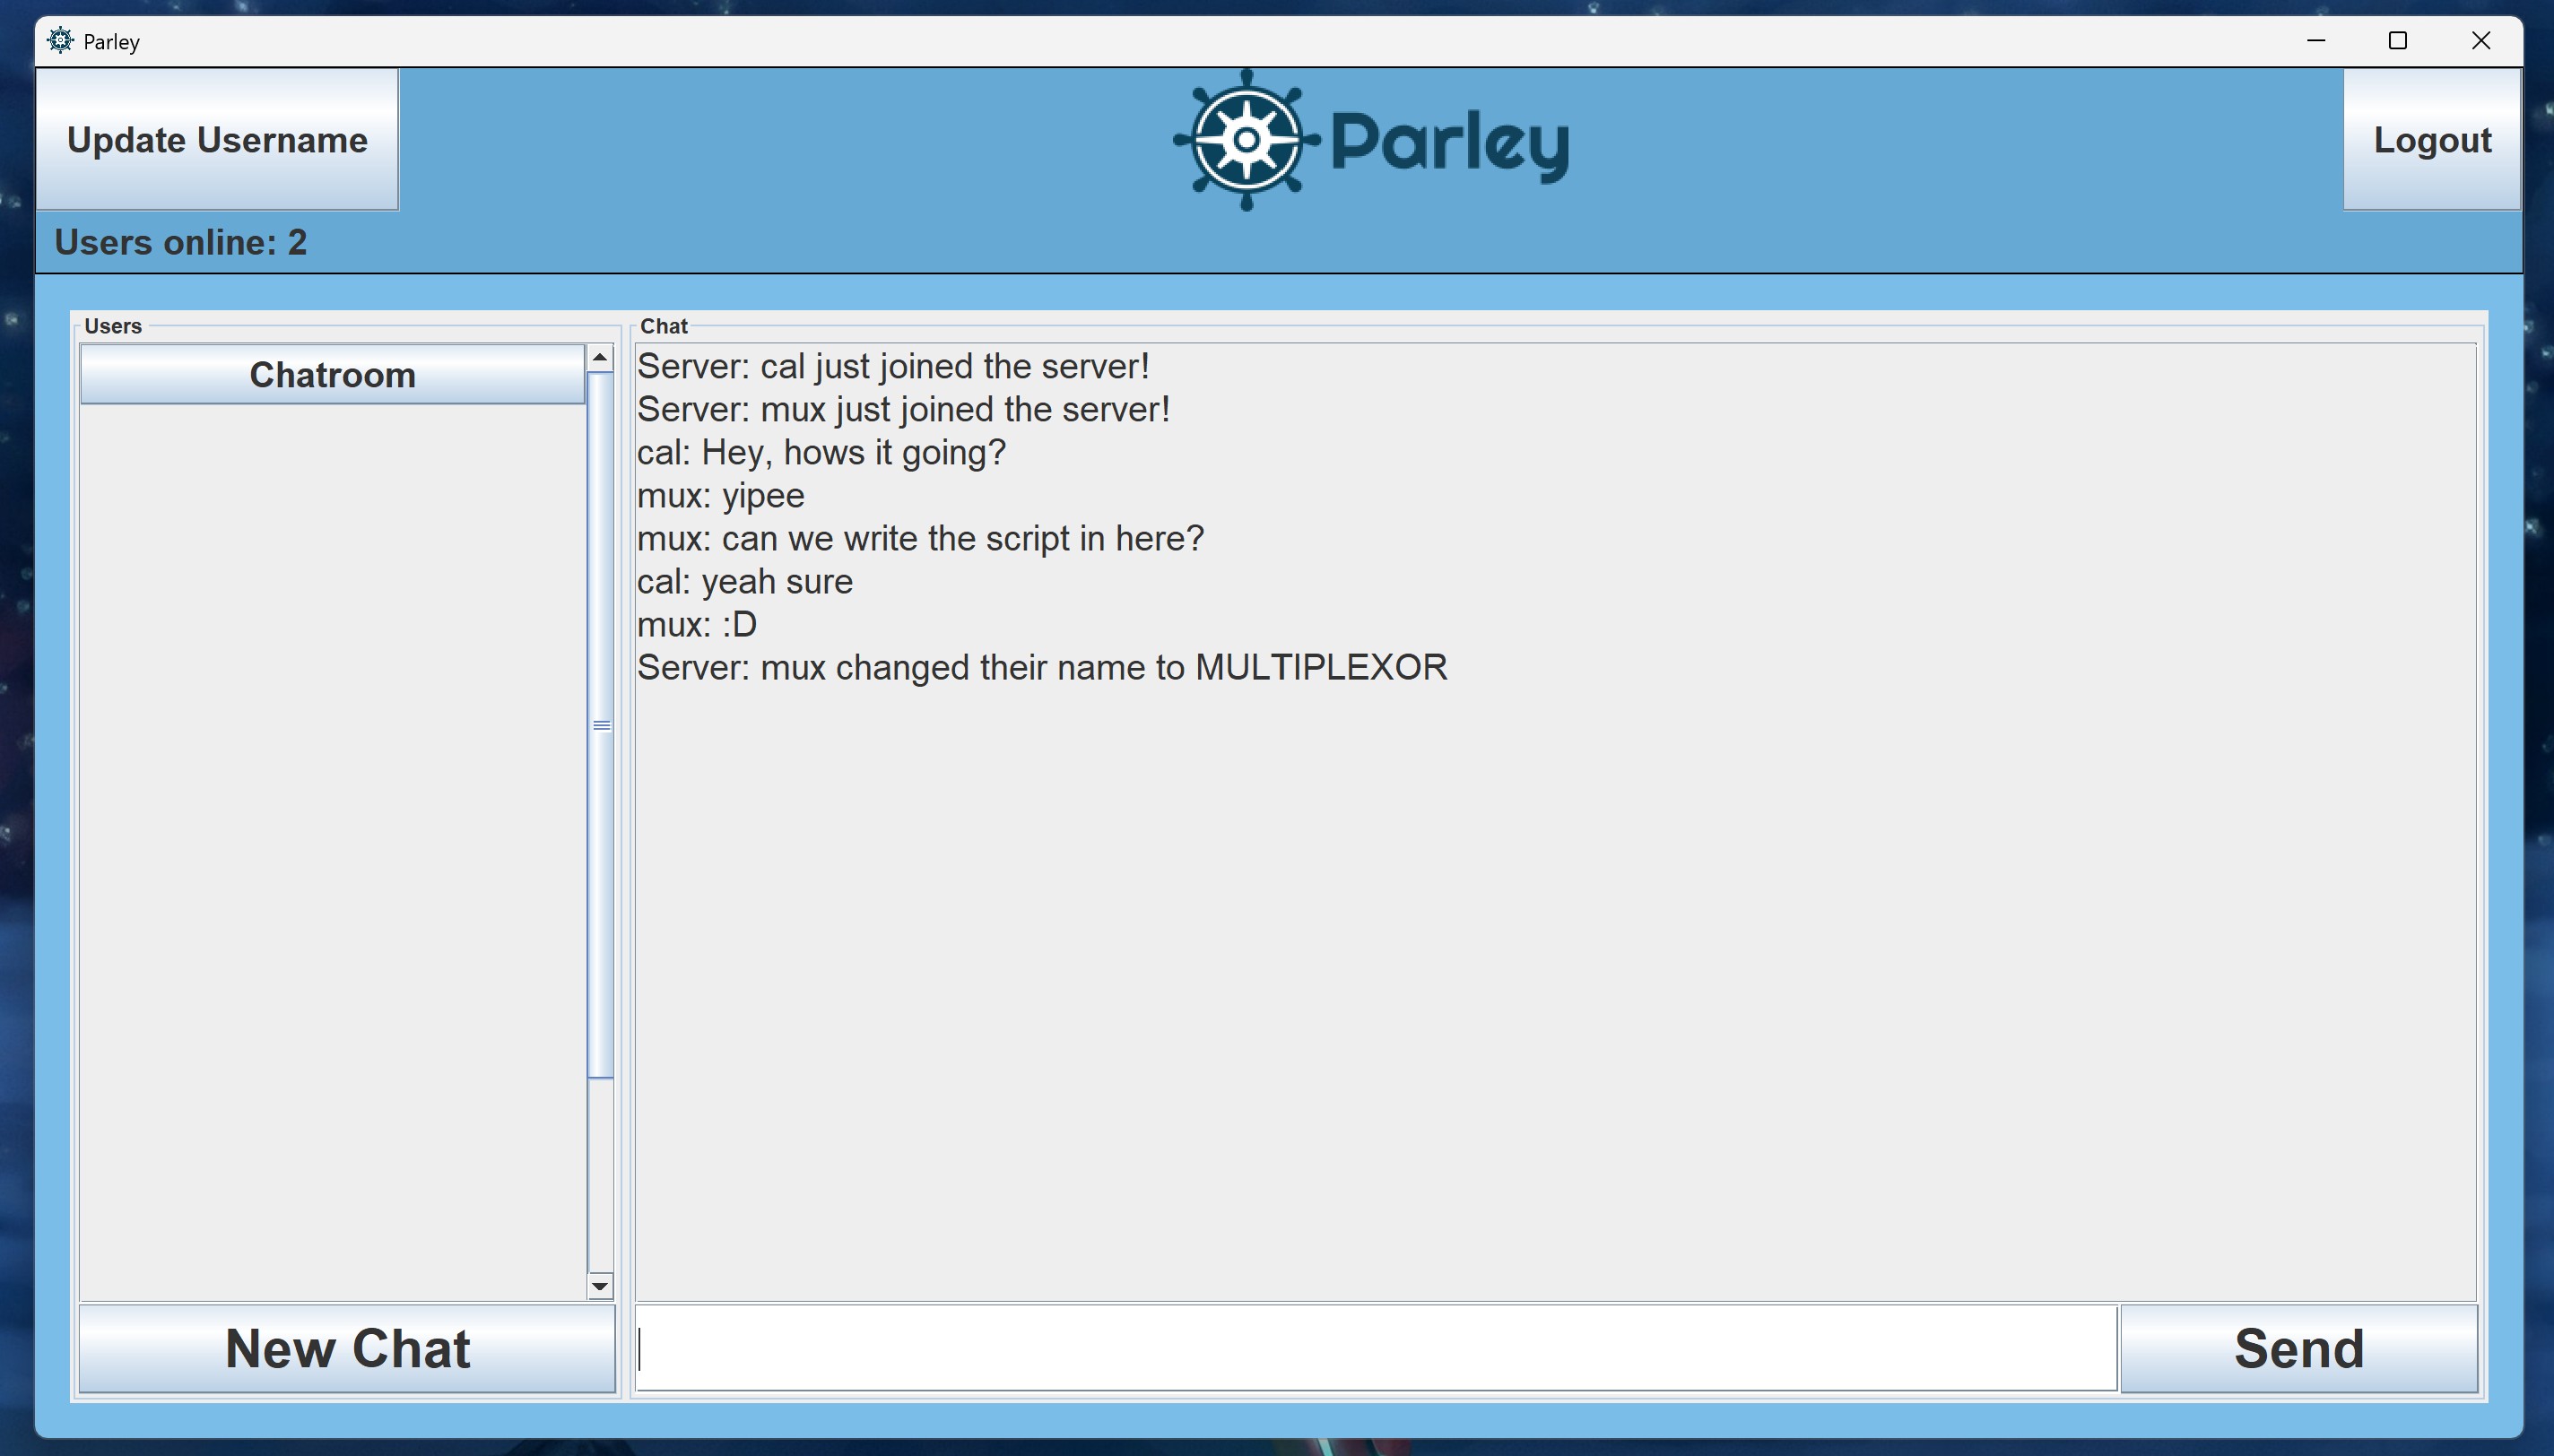 Parley
Update Username
Parley
Logout
Users online: 2
Users
Chatroom
New Chat
Chat
Server: cal just joined the server!
Server: mux just joined the server!
cal: Hey, hows it going?
mux: yipee
mux: can we write the script in here?
cal: yeah sure
mux: :D
Server: mux changed their name to MULTIPLEXOR
Send